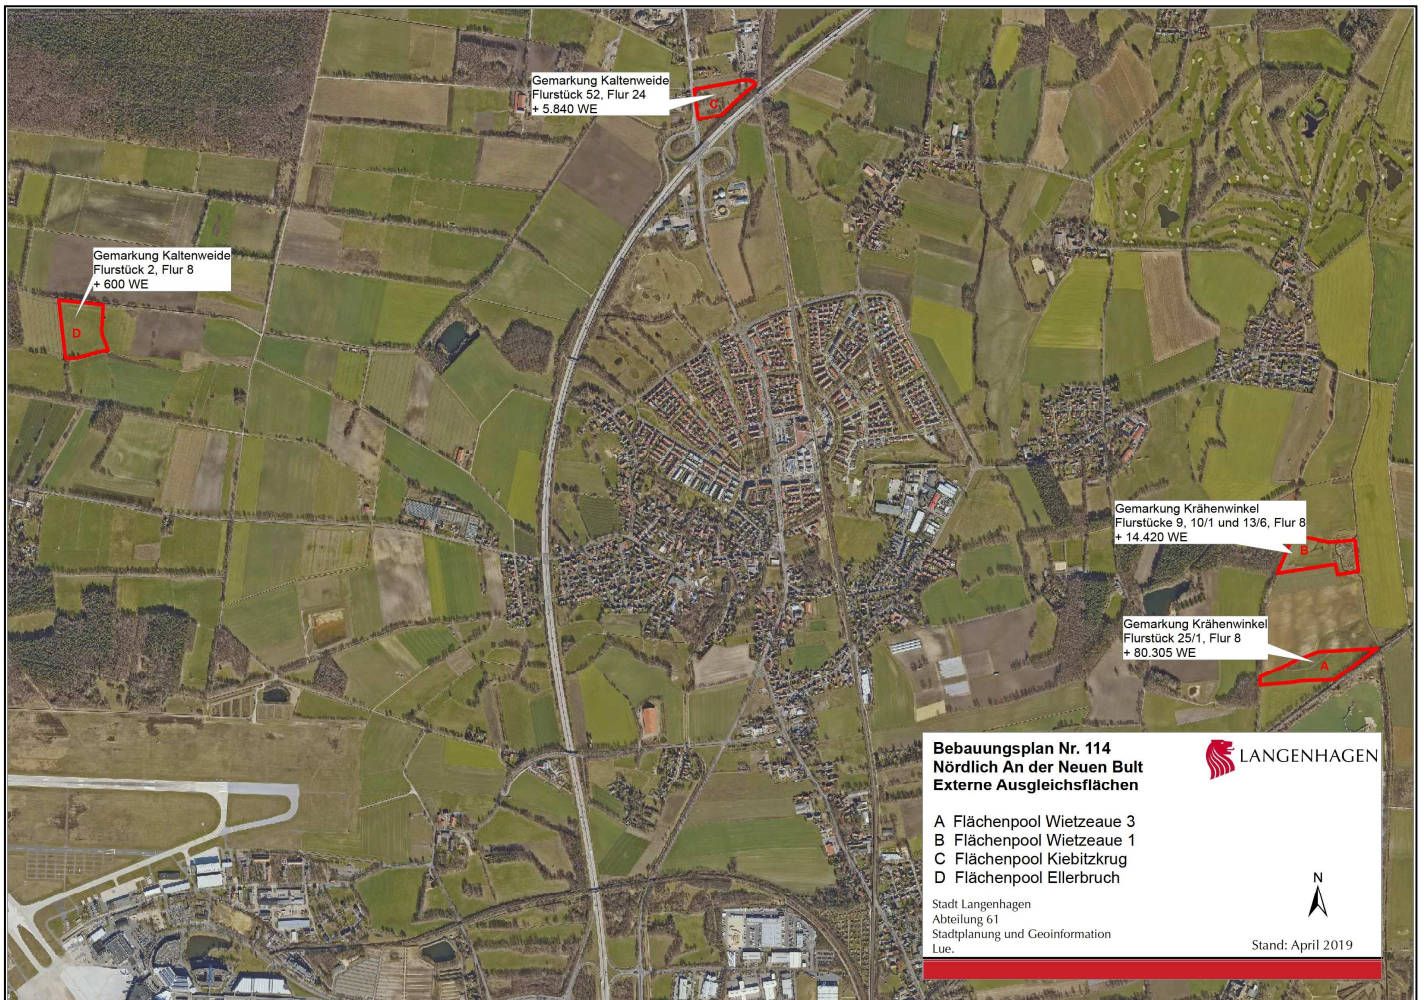 Gemarkung Kaltenweide
Flurstück 52, Flur 24
+ 5.840 WE
C
Gemarkung Kaltenweide
Flurstück 2, Flur 8
+ 600 WE
D
Gemarkung Krähenwinkel
Flurstücke 9, 10/1 und 13/6, Flur 8
+ 14.420 WE
B
Gemarkung Krähenwinkel
Flurstück 25/1, Flur 8
+ 80.305 WE
A
Bebauungsplan Nr. 114
Nördlich An der Neuen Bult
Externe Ausgleichsflächen
LANGENHAGEN
A Flächenpool Wietzeaue 3
B Flächenpool Wietzeaue 1
C Flächenpool Kiebitzkrug
D Flächenpool Ellerbruch
Stadt Langenhagen
Abteilung 61
Stadtplanung und Geoinformation
Lue.
N
Stand: April 2019